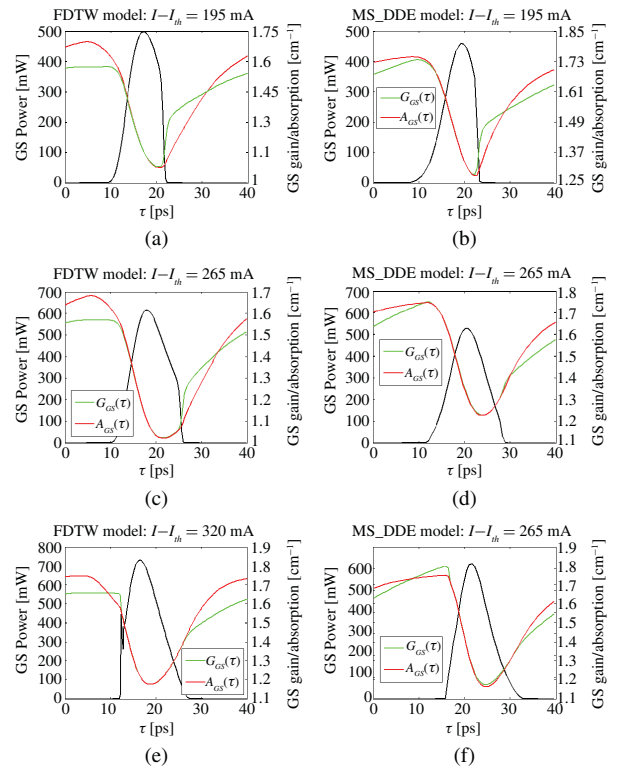 FDTW model: I−I_th = 195 mA
GS Power [mW]
500
400
300
200
100
0
1.75
1.6
1.45
1.3
1.1
1
GS gain/absorption [cm⁻¹]
0 10 20 30 40
τ [ps]
(a)
MS_DDE model: I−I_th = 195 mA
GS Power [mW]
500
400
300
200
100
0
G_GS(τ)
A_GS(τ)
1.85
1.73
1.61
1.49
1.37
1.25
GS gain/absorption [cm⁻¹]
0 10 20 30 40
τ [ps]
(b)
FDTW model: I−I_th = 265 mA
GS Power [mW]
700
600
500
400
300
200
100
0
G_GS(τ)
A_GS(τ)
1.7
1.6
1.5
1.4
1.3
1.2
1.1
1
GS gain/absorption [cm⁻¹]
0 10 20 30 40
τ [ps]
(c)
MS_DDE model: I−I_th = 265 mA
GS Power [mW]
700
600
500
400
300
200
100
0
G_GS(τ)
A_GS(τ)
1.8
1.7
1.6
1.5
1.4
1.3
1.2
1.1
GS gain/absorption [cm⁻¹]
0 10 20 30 40
τ [ps]
(d)
FDTW model: I−I_th = 320 mA
GS Power [mW]
800
700
600
500
400
300
200
100
0
G_GS(τ)
A_GS(τ)
1.9
1.8
1.7
1.6
1.5
1.4
1.3
1.2
1.1
GS gain/absorption [cm⁻¹]
0 10 20 30 40
τ [ps]
(e)
MS_DDE model: I−I_th = 265 mA
GS Power [mW]
600
500
400
300
200
100
0
G_GS(τ)
A_GS(τ)
1.9
1.8
1.7
1.6
1.5
1.4
1.3
1.2
1.1
GS gain/absorption [cm⁻¹]
0 10 20 30 40
τ [ps]
(f)